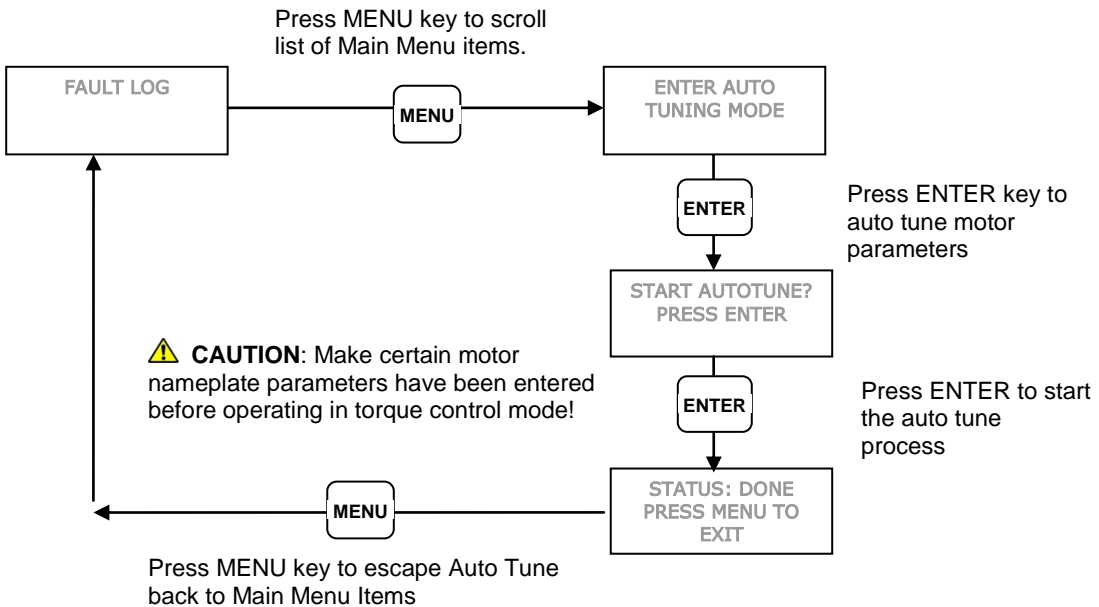 Press MENU key to scroll
list of Main Menu items.
FAULT LOG
MENU
ENTER AUTO
TUNING MODE
ENTER
Press ENTER key to
auto tune motor
parameters
START AUTOTUNE?
PRESS ENTER
CAUTION: Make certain motor
nameplate parameters have been entered
before operating in torque control mode!
ENTER
Press ENTER to start
the auto tune
process
STATUS: DONE
PRESS MENU TO
EXIT
MENU
Press MENU key to escape Auto Tune
back to Main Menu Items